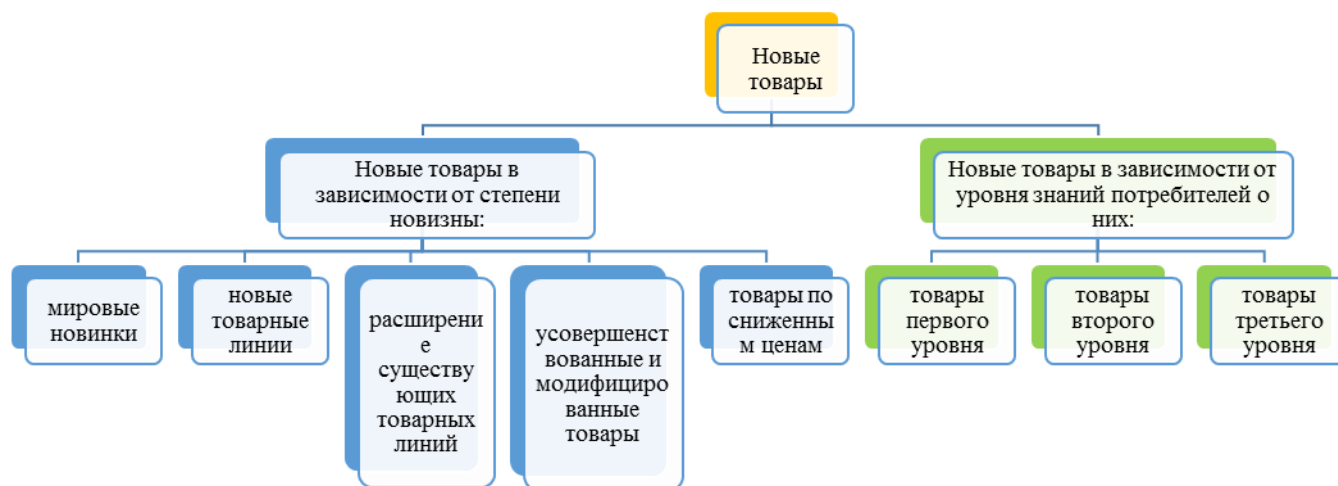 Новые
товары
Новые товары в
зависимости от степени
новизны:
Новые товары в зависимости от
уровня знаний потребителей о
них:
мировые
новинки
новые
товарные
линии
расширени
е
существу
ющих
товарных
линий
усовершенст
вованные и
модифициро
ванные
товары
товары по
сниженны
м ценам
товары
первого
уровня
товары
второго
уровня
товары
третьего
уровня